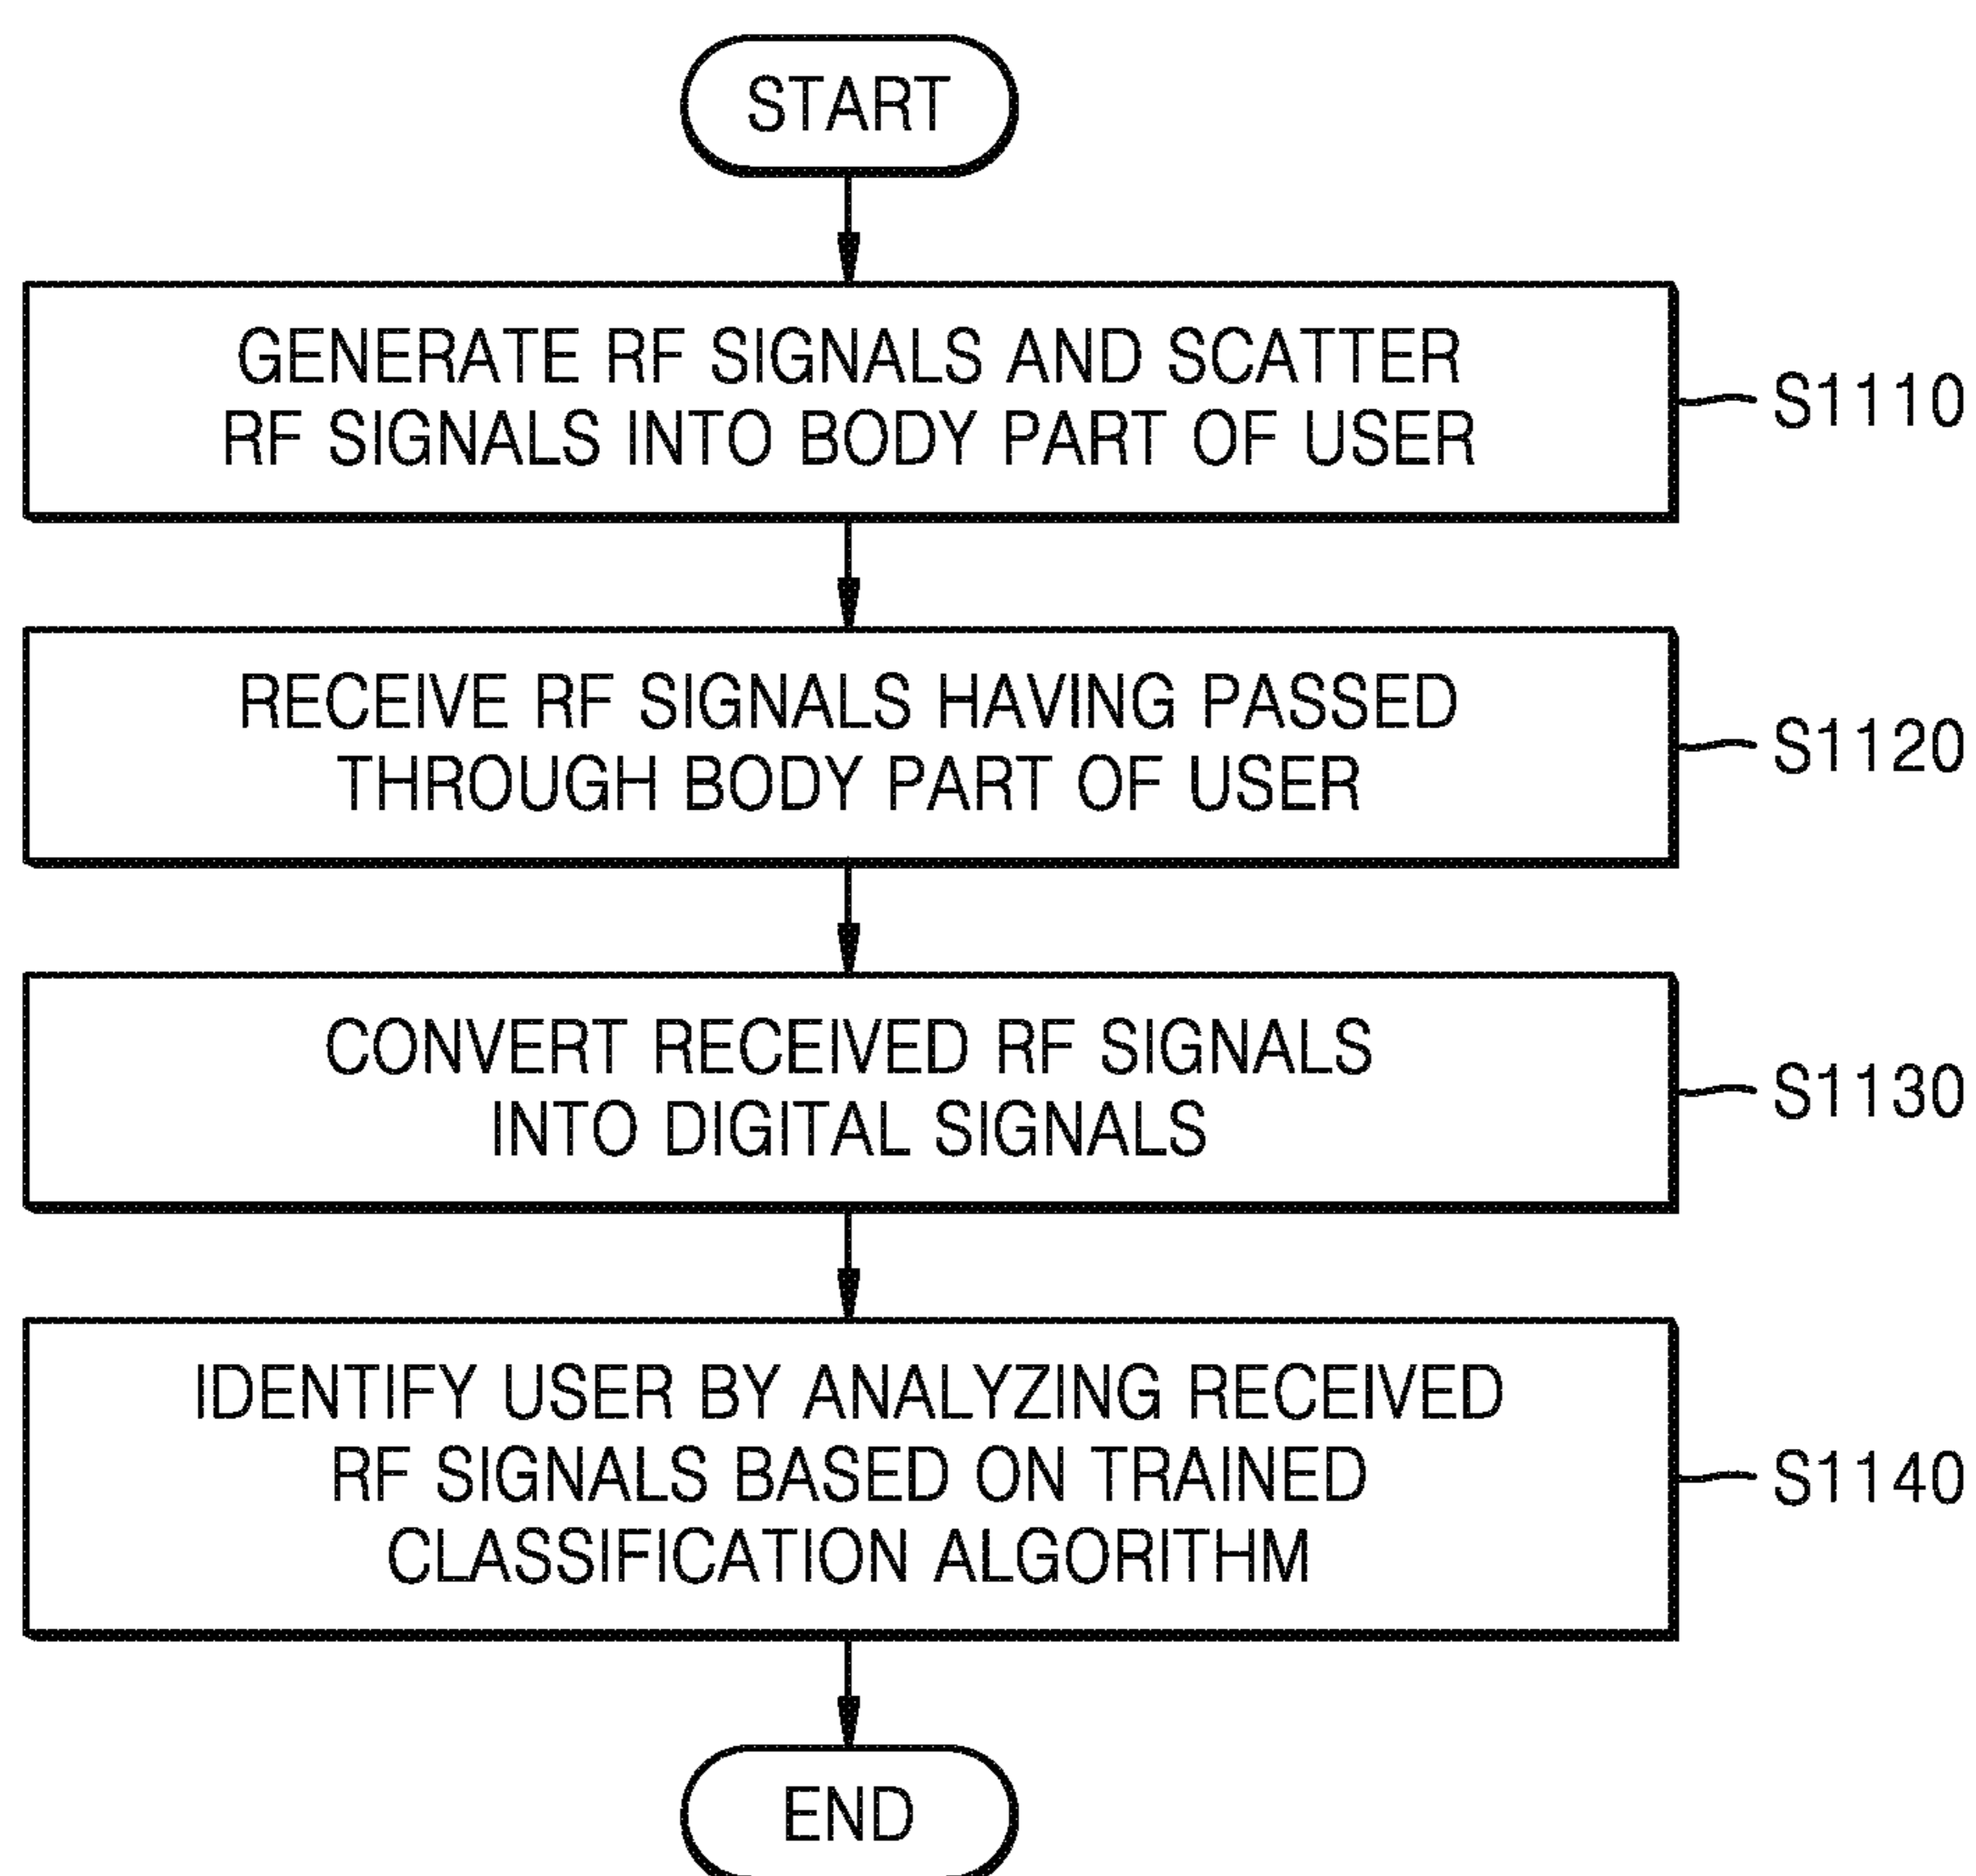 START
GENERATE RF SIGNALS AND SCATTER
RF SIGNALS INTO BODY PART OF USER
S1110
RECEIVE RF SIGNALS HAVING PASSED
THROUGH BODY PART OF USER
S1120
CONVERT RECEIVED RF SIGNALS
INTO DIGITAL SIGNALS
S1130
IDENTIFY USER BY ANALYZING RECEIVED
RF SIGNALS BASED ON TRAINED
CLASSIFICATION ALGORITHM
S1140
END